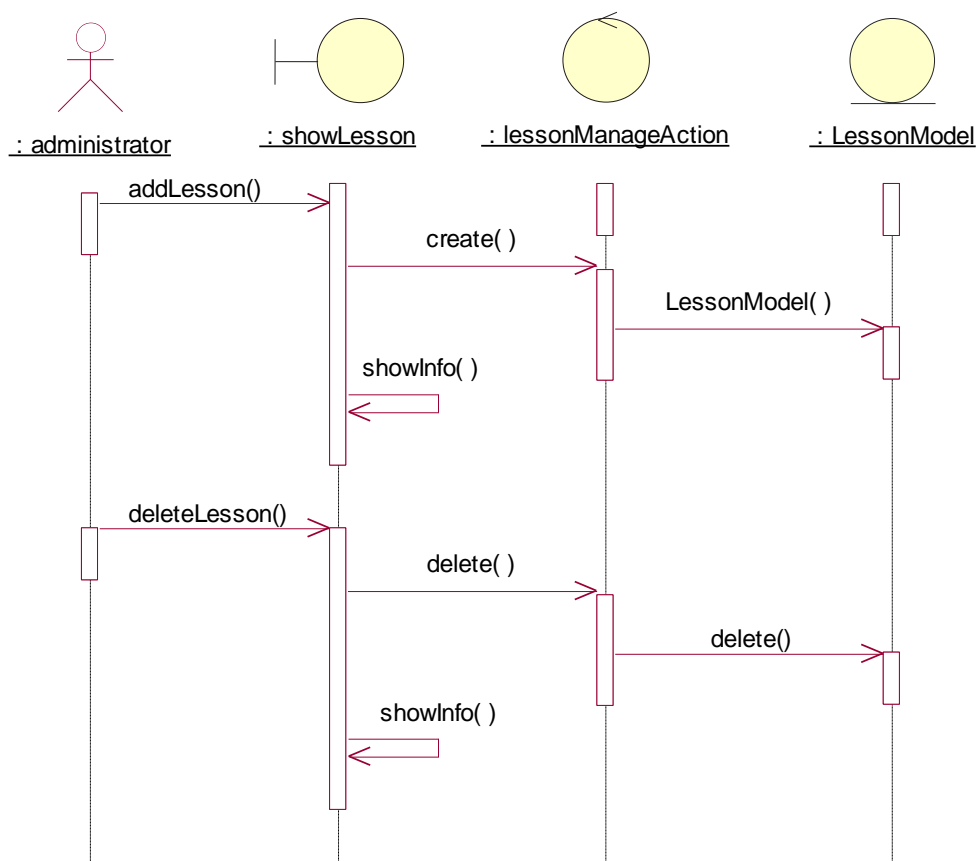 : administrator
: showLesson
: lessonManageAction
: LessonModel
addLesson()
create( )
LessonModel( )
showInfo( )
deleteLesson()
delete( )
delete()
showInfo( )